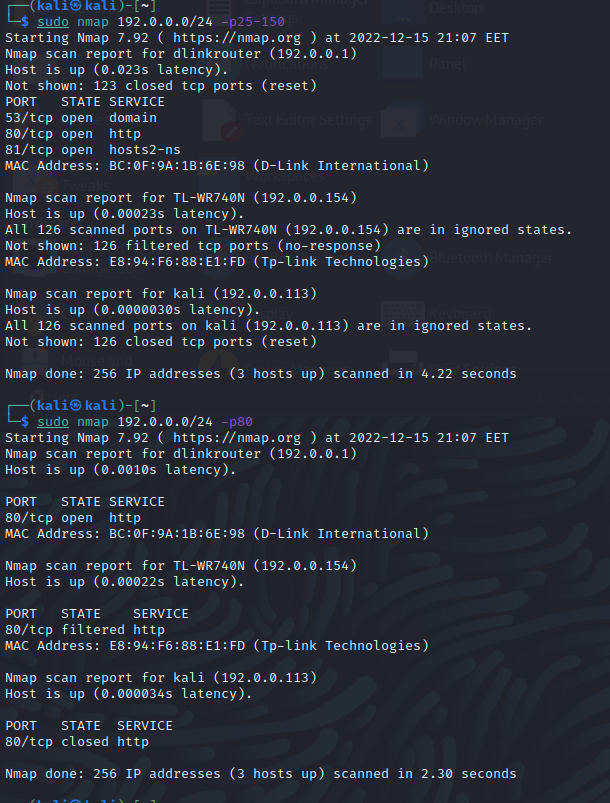 ┌──(kali㉿kali)-[~]
└─$ sudo nmap 192.0.0.0/24 -p25-150
Starting Nmap 7.92 ( https://nmap.org ) at 2022-12-15 21:07 EET
Nmap scan report for dlinkrouter (192.0.0.1)
Host is up (0.023s latency).
Not shown: 123 closed tcp ports (reset)
PORT   STATE SERVICE
53/tcp open  domain
80/tcp open  http
81/tcp open  hosts2-ns
MAC Address: BC:0F:9A:1B:6E:98 (D-Link International)

Nmap scan report for TL-WR740N (192.0.0.154)
Host is up (0.00023s latency).
All 126 scanned ports on TL-WR740N (192.0.0.154) are in ignored states.
Not shown: 126 filtered tcp ports (no-response)
MAC Address: E8:94:F6:88:E1:FD (Tp-link Technologies)

Nmap scan report for kali (192.0.0.113)
Host is up (0.0000030s latency).
All 126 scanned ports on kali (192.0.0.113) are in ignored states.
Not shown: 126 closed tcp ports (reset)

Nmap done: 256 IP addresses (3 hosts up) scanned in 4.22 seconds

┌──(kali㉿kali)-[~]
└─$ sudo nmap 192.0.0.0/24 -p80
Starting Nmap 7.92 ( https://nmap.org ) at 2022-12-15 21:07 EET
Nmap scan report for dlinkrouter (192.0.0.1)
Host is up (0.0010s latency).

PORT   STATE SERVICE
80/tcp open  http
MAC Address: BC:0F:9A:1B:6E:98 (D-Link International)

Nmap scan report for TL-WR740N (192.0.0.154)
Host is up (0.00022s latency).

PORT   STATE    SERVICE
80/tcp filtered http
MAC Address: E8:94:F6:88:E1:FD (Tp-link Technologies)

Nmap scan report for kali (192.0.0.113)
Host is up (0.000034s latency).

PORT   STATE  SERVICE
80/tcp closed http

Nmap done: 256 IP addresses (3 hosts up) scanned in 2.30 seconds

Desktop
Panel
Text Editor Settings
Window Manager
Tweaks
Bluetooth Manager
Keyboard
Mouse and